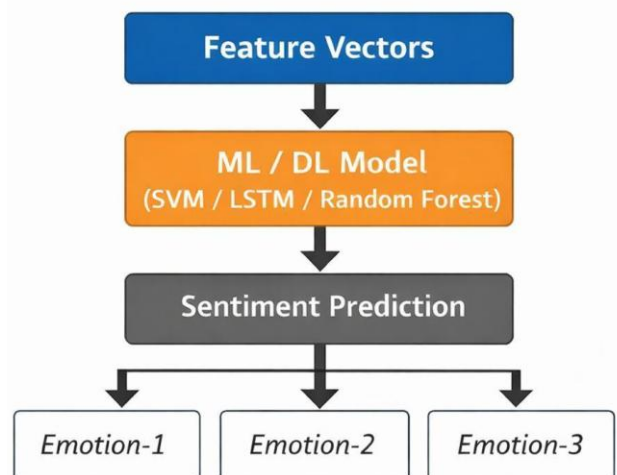 Feature Vectors
ML / DL Model
(SVM / LSTM / Random Forest)
Sentiment Prediction
Emotion-1
Emotion-2
Emotion-3